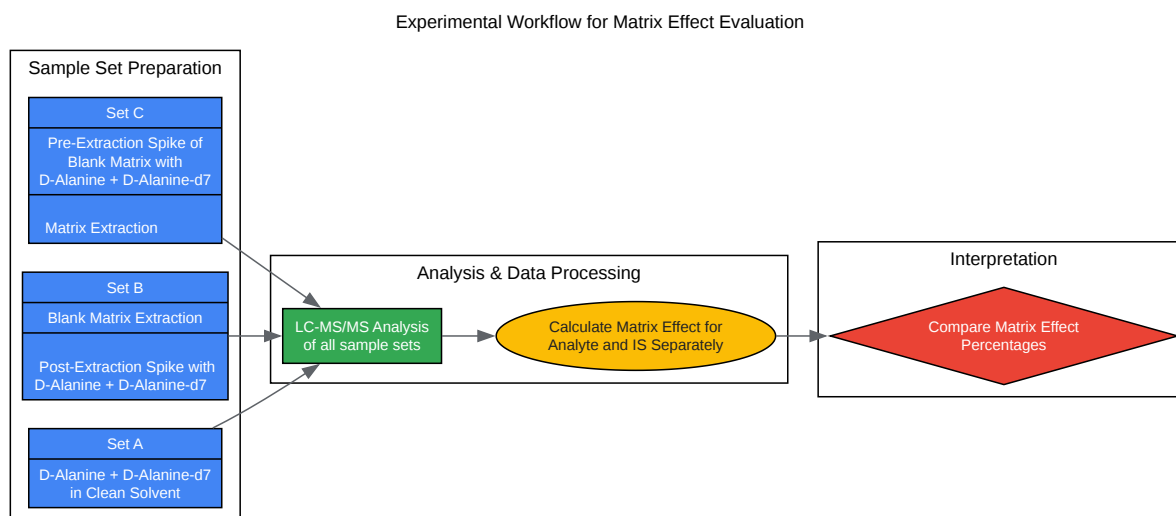 Experimental Workflow for Matrix Effect Evaluation
Sample Set Preparation
Set C
Pre-Extraction Spike of
Blank Matrix with
D-Alanine + D-Alanine-d7
Matrix Extraction
Set B
Blank Matrix Extraction
Post-Extraction Spike with
D-Alanine + D-Alanine-d7
Set A
D-Alanine + D-Alanine-d7
in Clean Solvent
Analysis & Data Processing
LC-MS/MS Analysis
of all sample sets
Calculate Matrix Effect for
Analyte and IS Separately
Interpretation
Compare Matrix Effect
Percentages